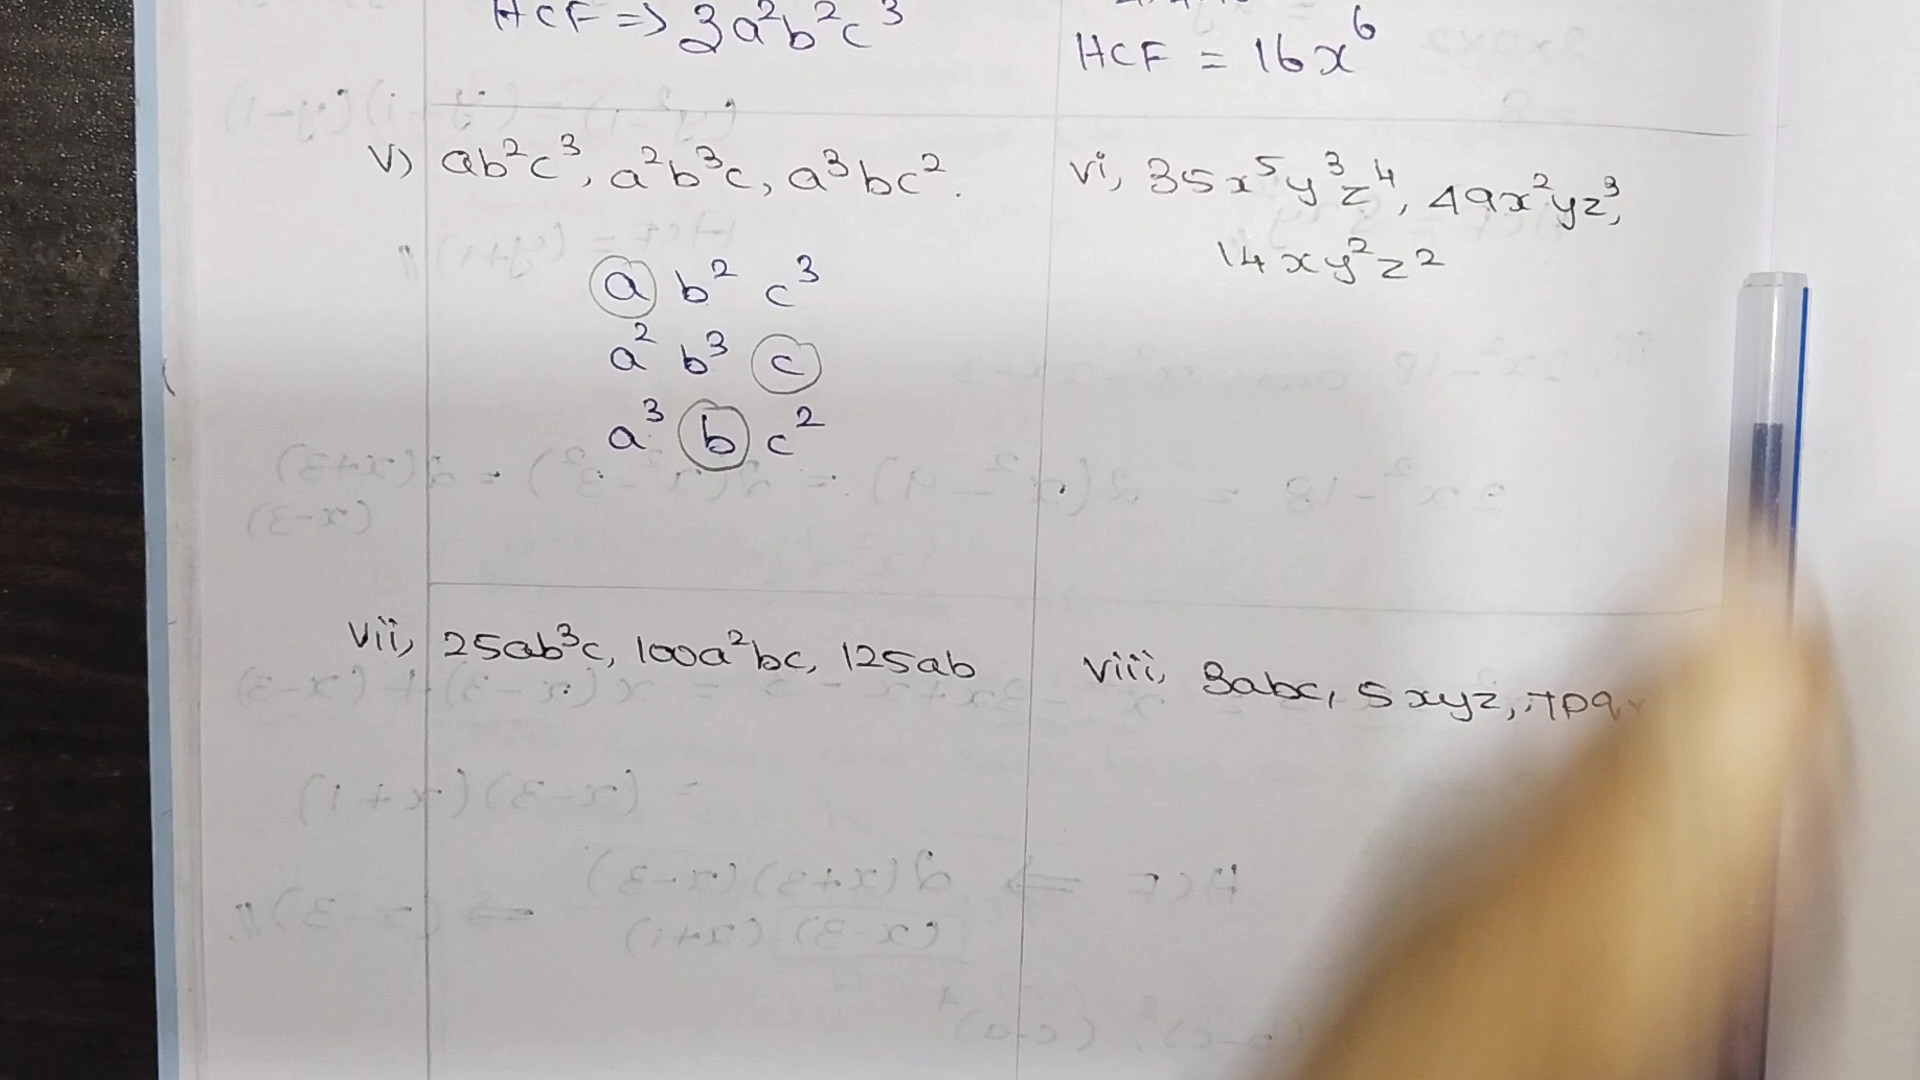 HCF => 3a²b²c³
HCF = 16x⁶
v) ab²c³, a²b³c, a³bc².
a b² c³
a² b³ c
a³ b c²
vi, 35x⁵y³z⁴, 49x²yz³,
14xy²z²
vii, 25ab³c, 100a²bc, 125ab
viii, 3abc, 5xyz, 7pq